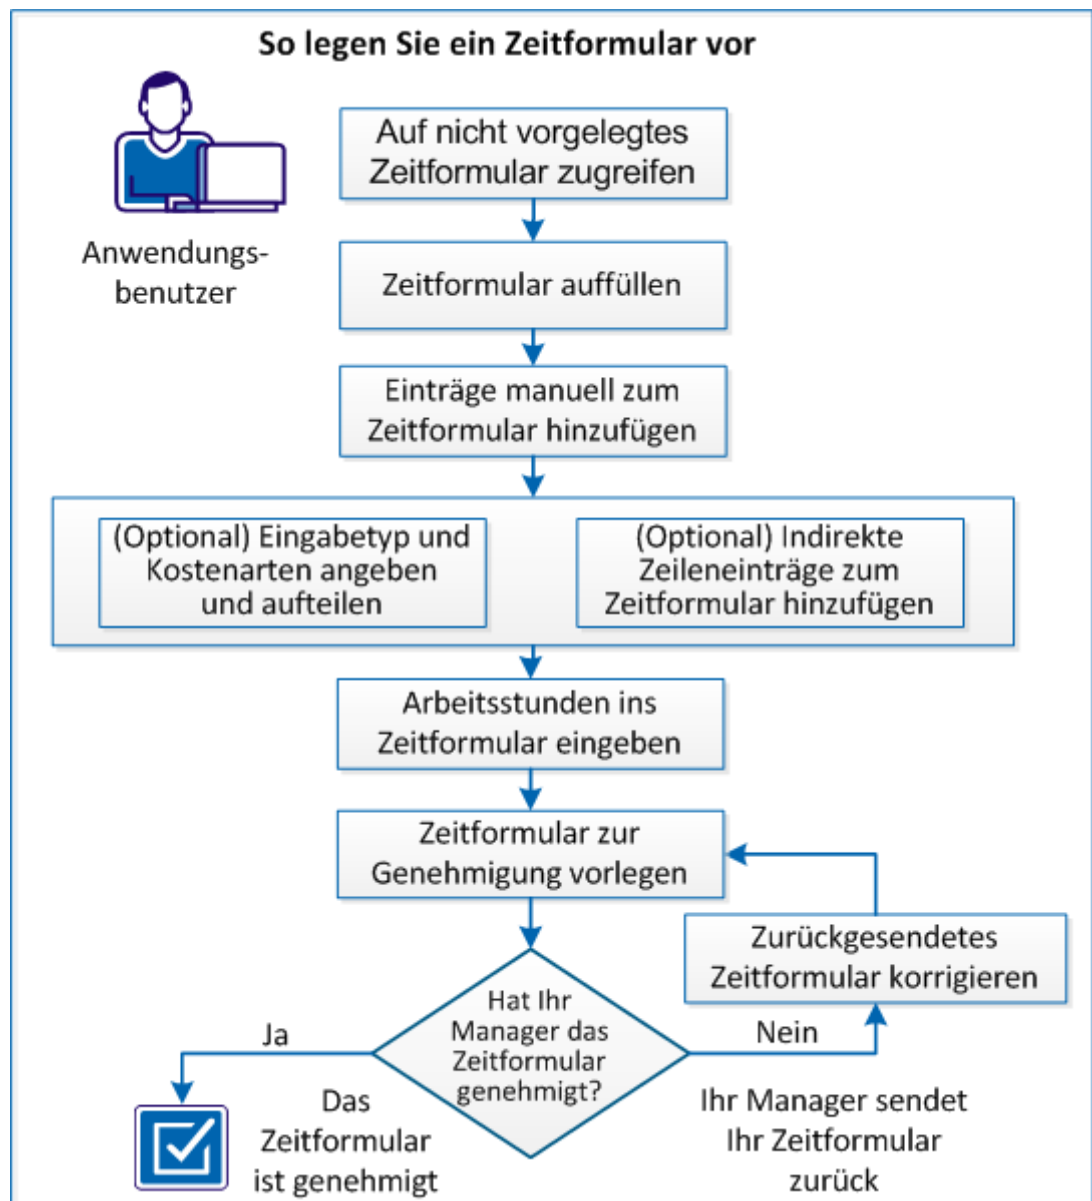 So legen Sie ein Zeitformular vor
Anwendungs-
benutzer
Auf nicht vorgelegtes
Zeitformular zugreifen
Zeitformular auffüllen
Einträge manuell zum
Zeitformular hinzufügen
(Optional) Eingabetyp und
Kostenarten angeben
und aufteilen
(Optional) Indirekte
Zeileneinträge zum
Zeitformular hinzufügen
Arbeitsstunden ins
Zeitformular eingeben
Zeitformular zur
Genehmigung vorlegen
Zurückgesendetes
Zeitformular korrigieren
Hat Ihr
Manager das
Zeitformular
genehmigt?
Ja
Nein
Das
Zeitformular
ist genehmigt
Ihr Manager sendet
Ihr Zeitformular
zurück